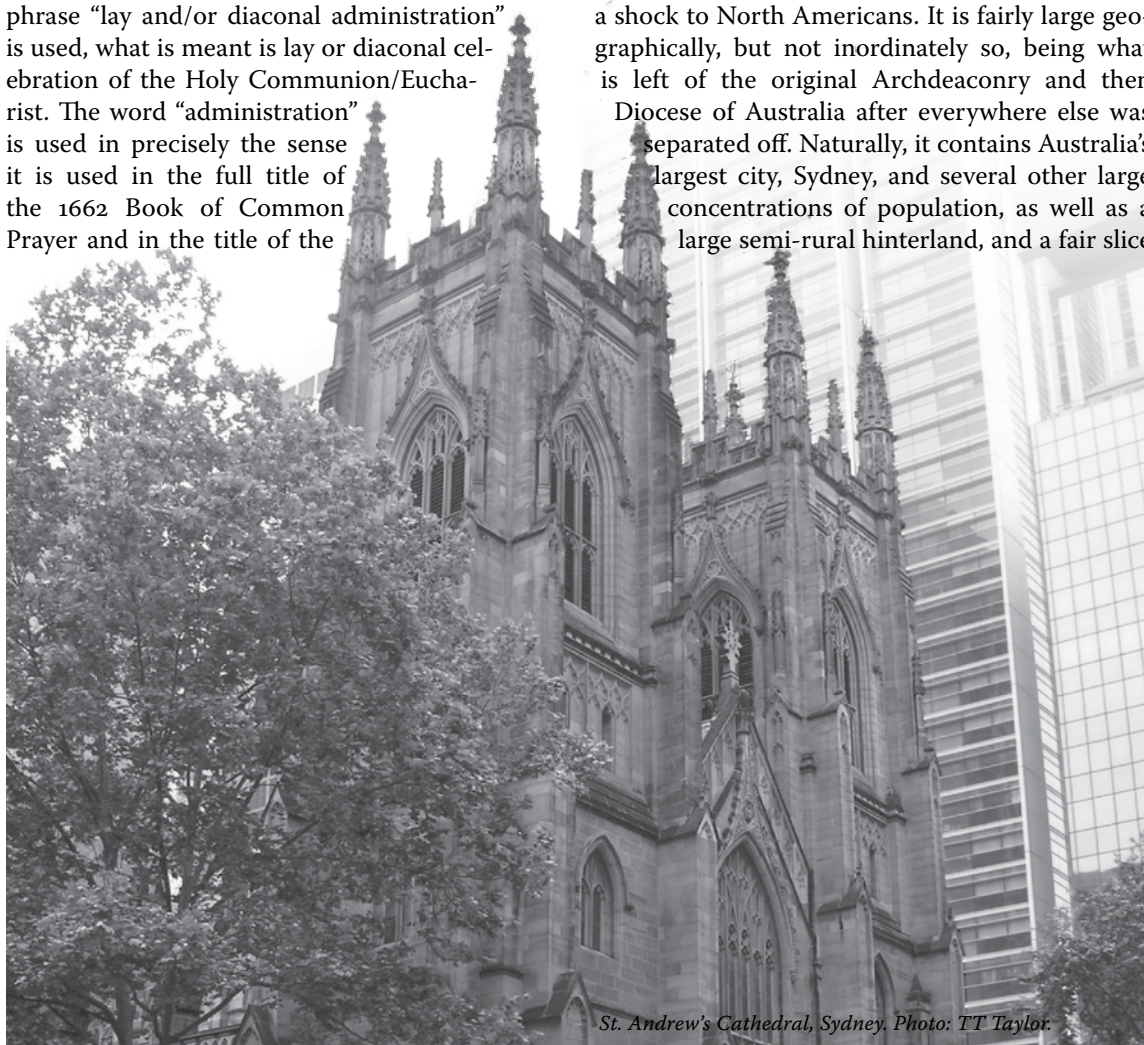 phrase “lay and/or diaconal administration”
is used, what is meant is lay or diaconal cel-
ebration of the Holy Communion/Eucha-
rist. The word “administration”
is used in precisely the sense
it is used in the full title of
the 1662 Book of Common
Prayer and in the title of the
a shock to North Americans. It is fairly large geo-
graphically, but not inordinately so, being what
is left of the original Archdeaconry and then
Diocese of Australia after everywhere else was
separated off. Naturally, it contains Australia’s
largest city, Sydney, and several other large
concentrations of population, as well as a
large semi-rural hinterland, and a fair slice
St. Andrew’s Cathedral, Sydney. Photo: TT Taylor.